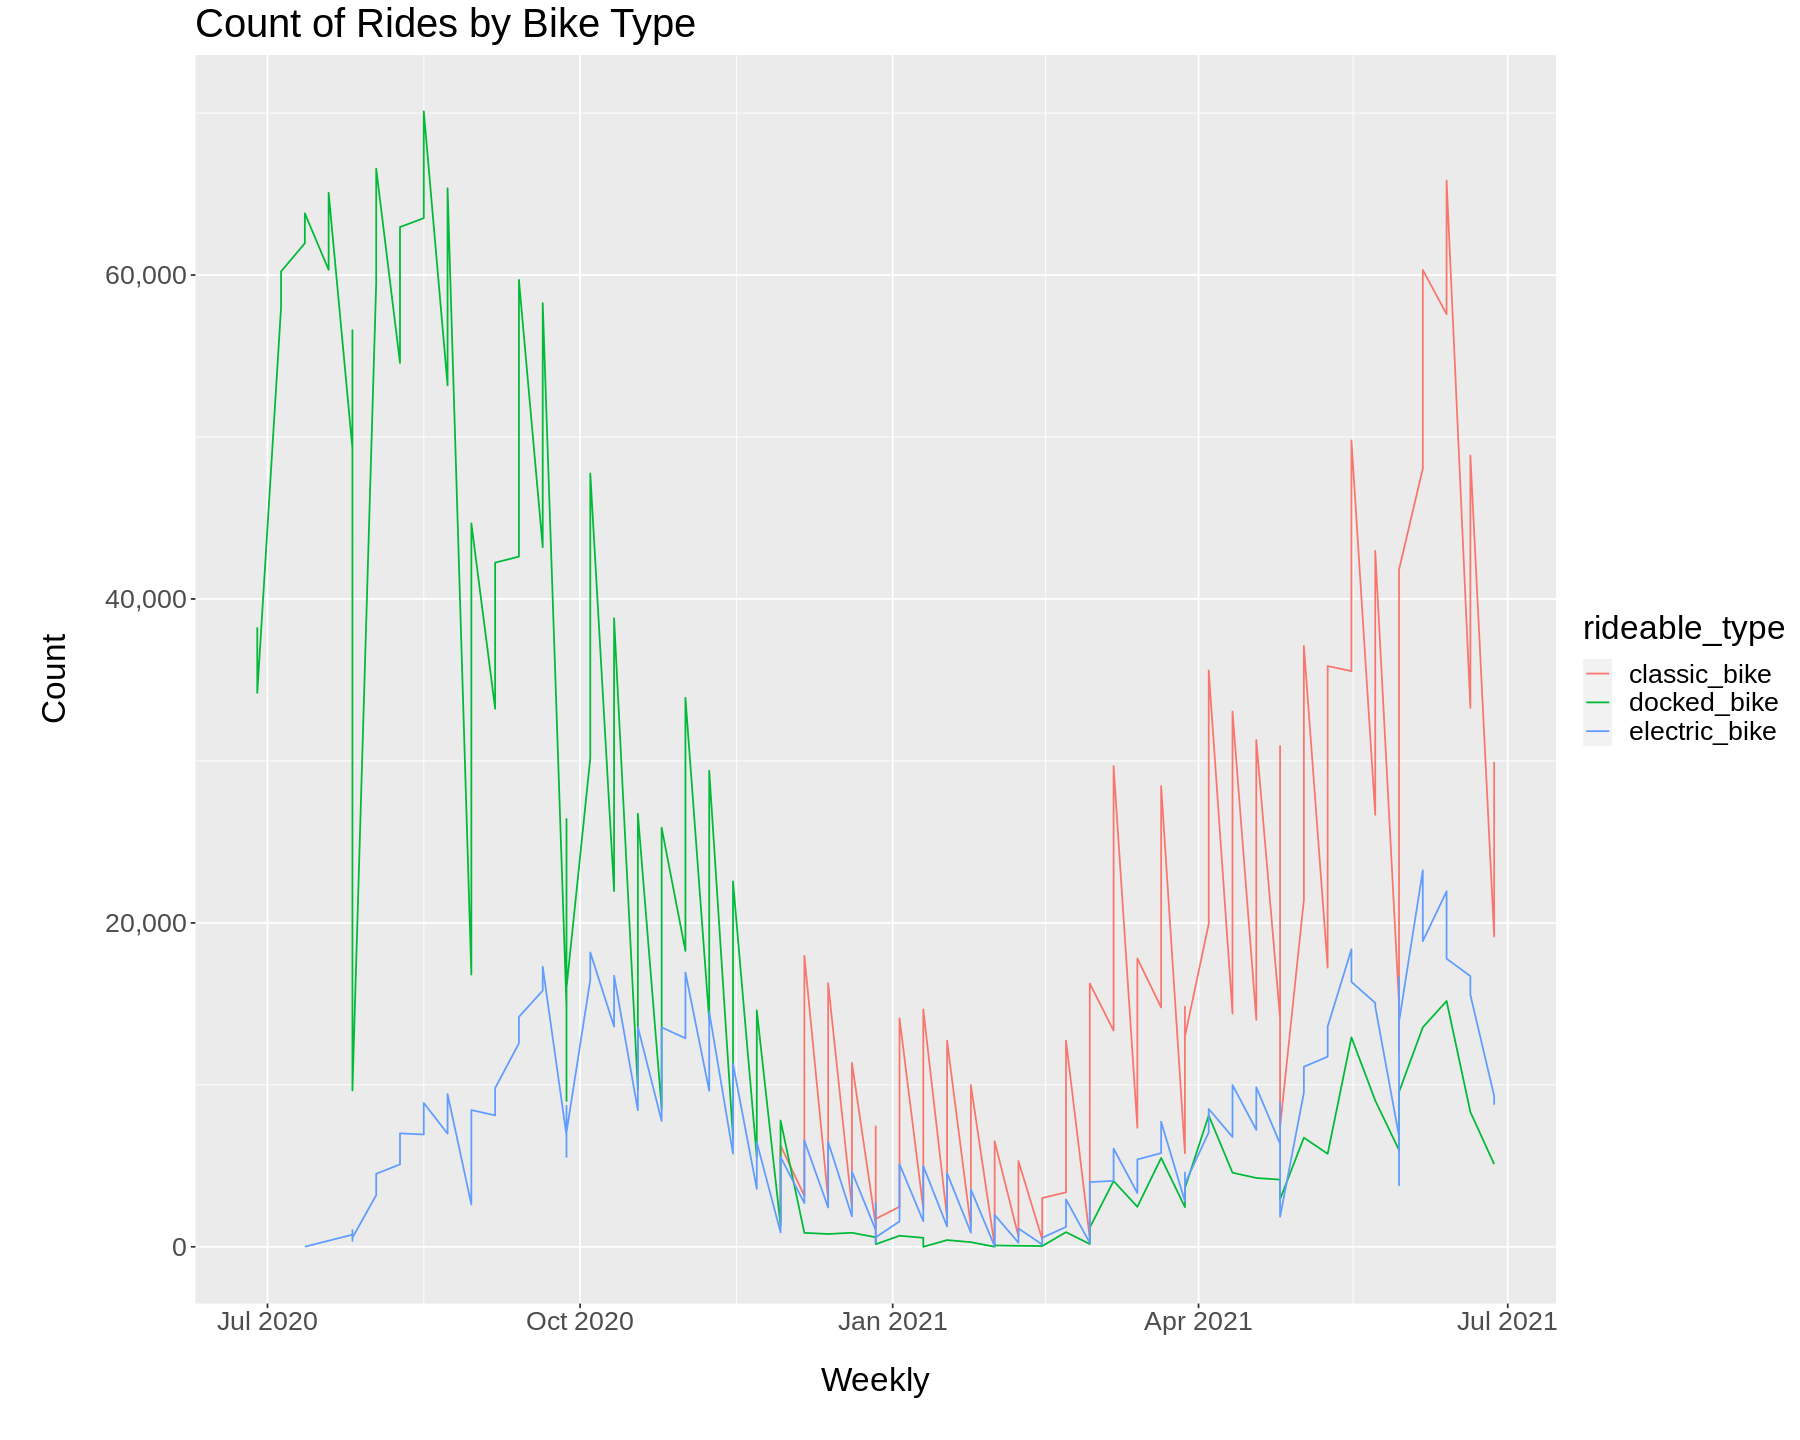 Count of Rides by Bike Type
60,000
40,000
20,000
0
Count
Jul 2020
Oct 2020
Jan 2021
Apr 2021
Jul 2021
Weekly
rideable_type
classic_bike
docked_bike
electric_bike